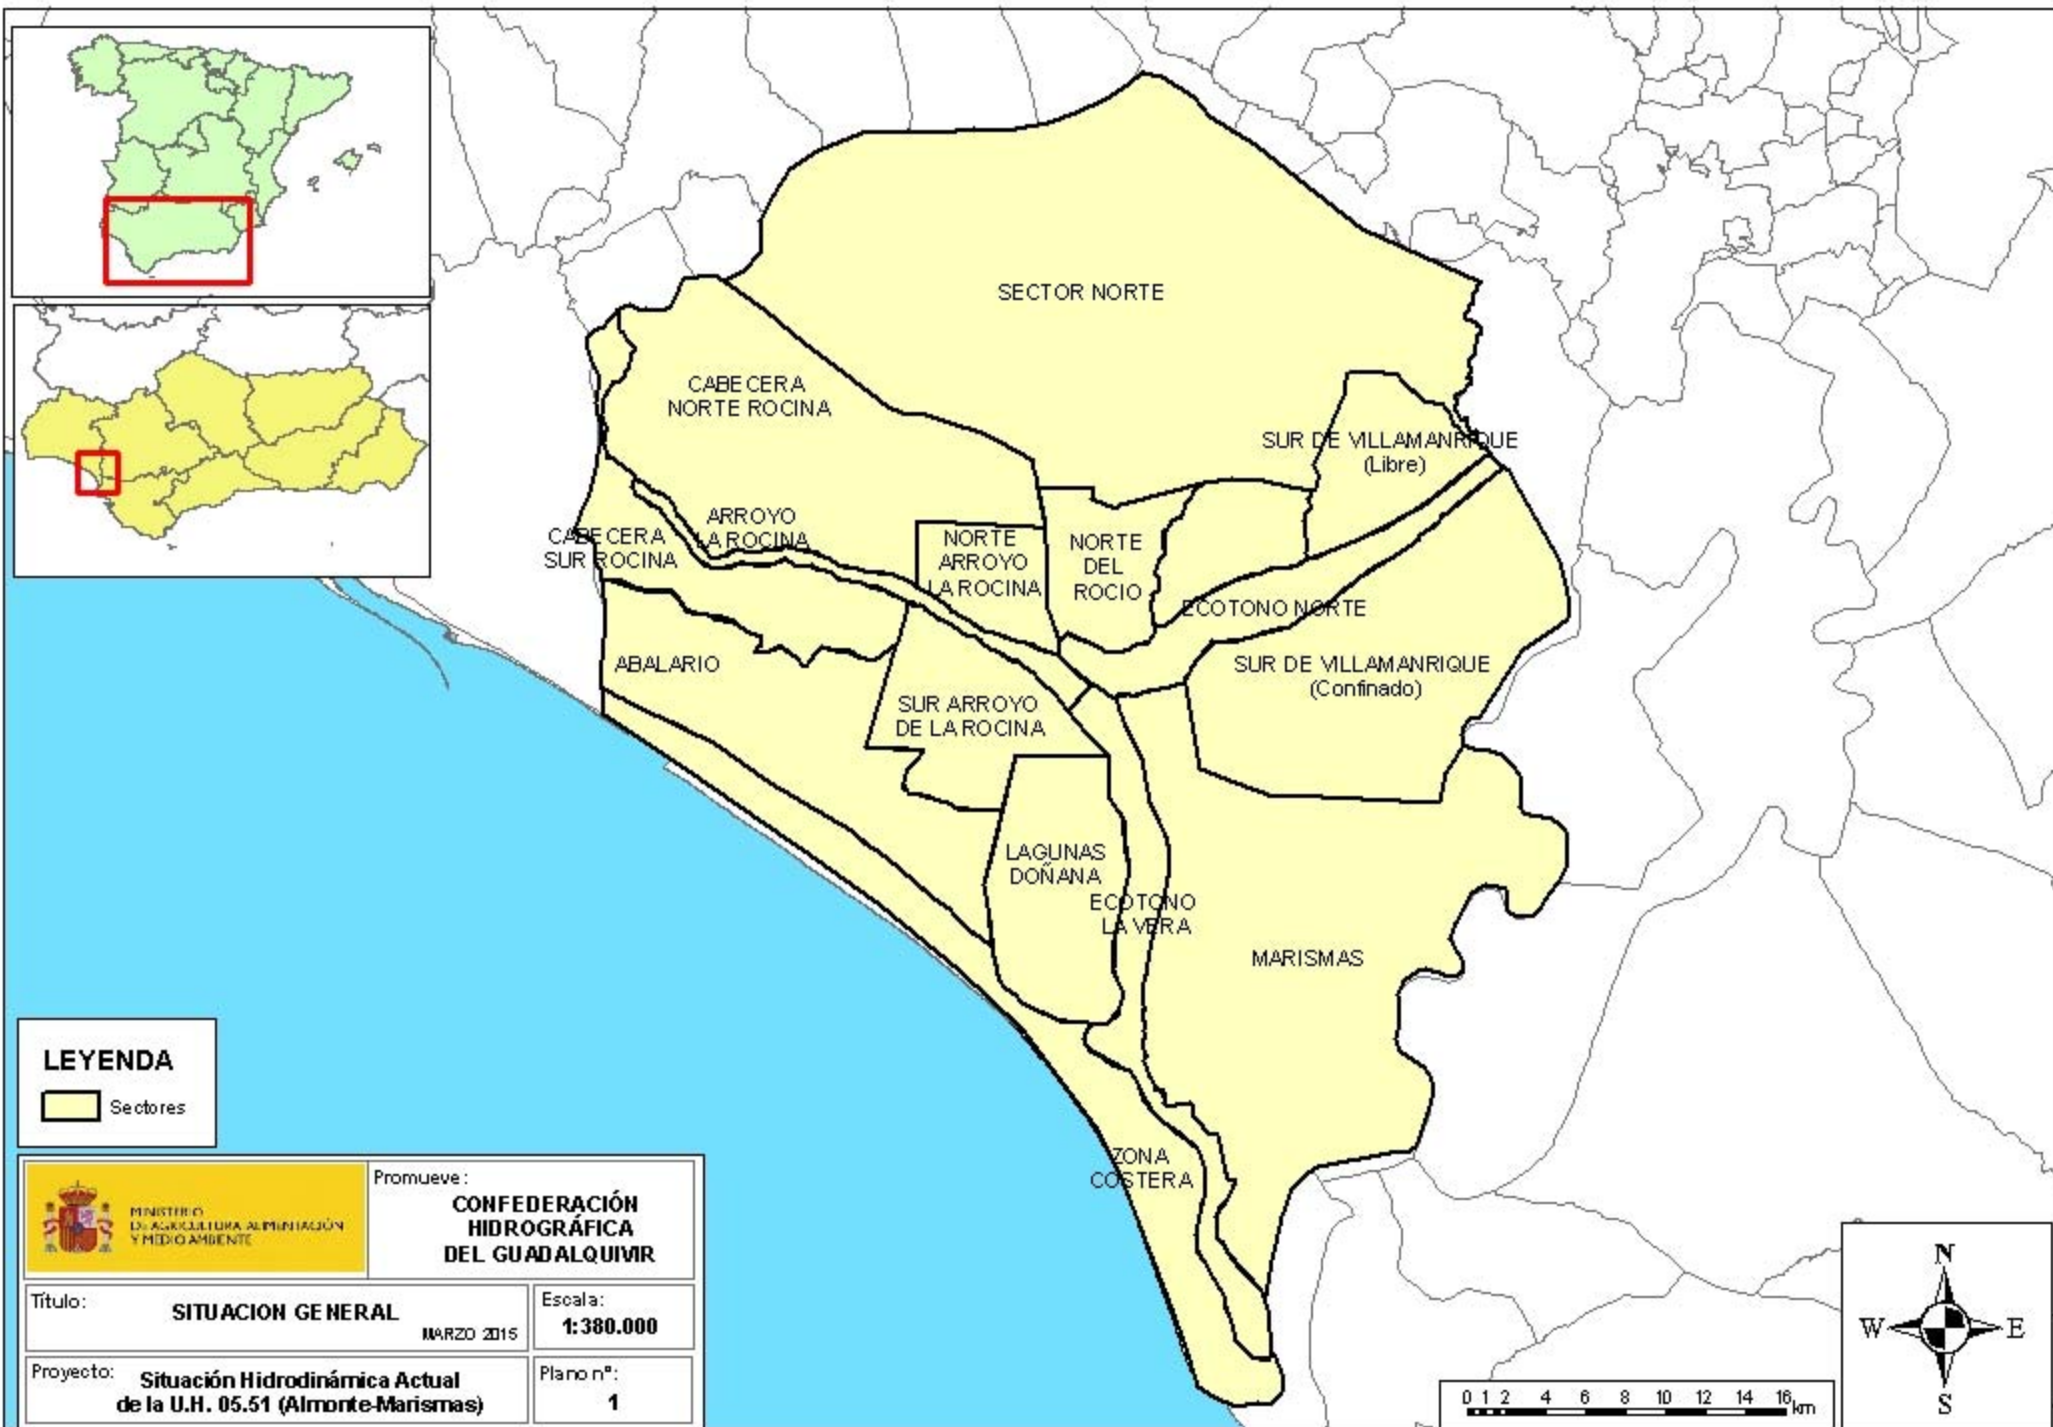 SECTOR NORTE
CABECERA
NORTE ROCINA
SUR DE VILLAMANRIQUE
(Libre)
ARROYO
LA ROCINA
CABECERA
SUR ROCINA
NORTE
ARROYO
LA ROCINA
NORTE
DEL
ROCIO
ECOTONO NORTE
ABALARIO
SUR DE VILLAMANRIQUE
(Confinado)
SUR ARROYO
DE LA ROCINA
LAGUNAS
DOÑANA
ECOTONO
LA VERA
MARISMAS
ZONA
COSTERA
LEYENDA
Sectores
MINISTERIO
DE AGRICULTURA ALIMENTACIÓN
Y MEDIO AMBIENTE
Promueve:
CONFEDERACIÓN
HIDROGRÁFICA
DEL GUADALQUIVIR
Título:
SITUACION GENERAL
MARZO 2015
Escala:
1:380.000
Proyecto:
Situación Hidrodinámica Actual
de la U.H. 05.51 (Almonte-Marismas)
Plano nº:
1
0 1 2 4 6 8 10 12 14 16 km
N
W E
S